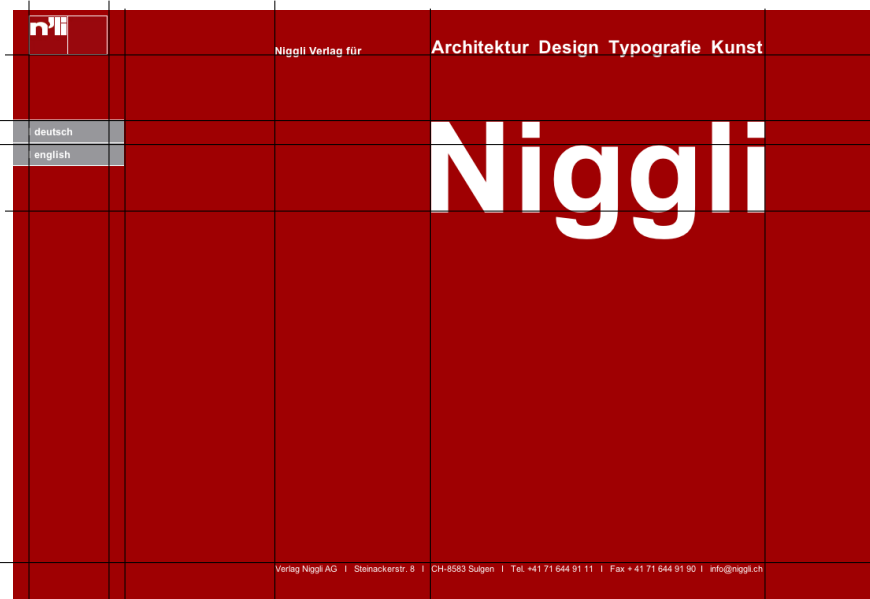 n'li
Niggli Verlag für
Architektur Design Typografie Kunst
deutsch
english
Niggli
Verlag Niggli AG I Steinackerstr. 8 I CH-8583 Sulgen I Tel. +41 71 644 91 11 I Fax + 41 71 644 91 90 I info@niggli.ch